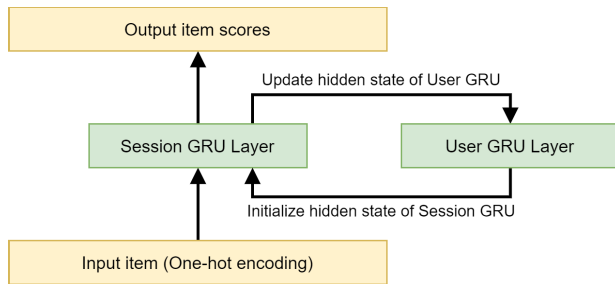 Output item scores
Update hidden state of User GRU
Session GRU Layer
User GRU Layer
Initialize hidden state of Session GRU
Input item (One-hot encoding)